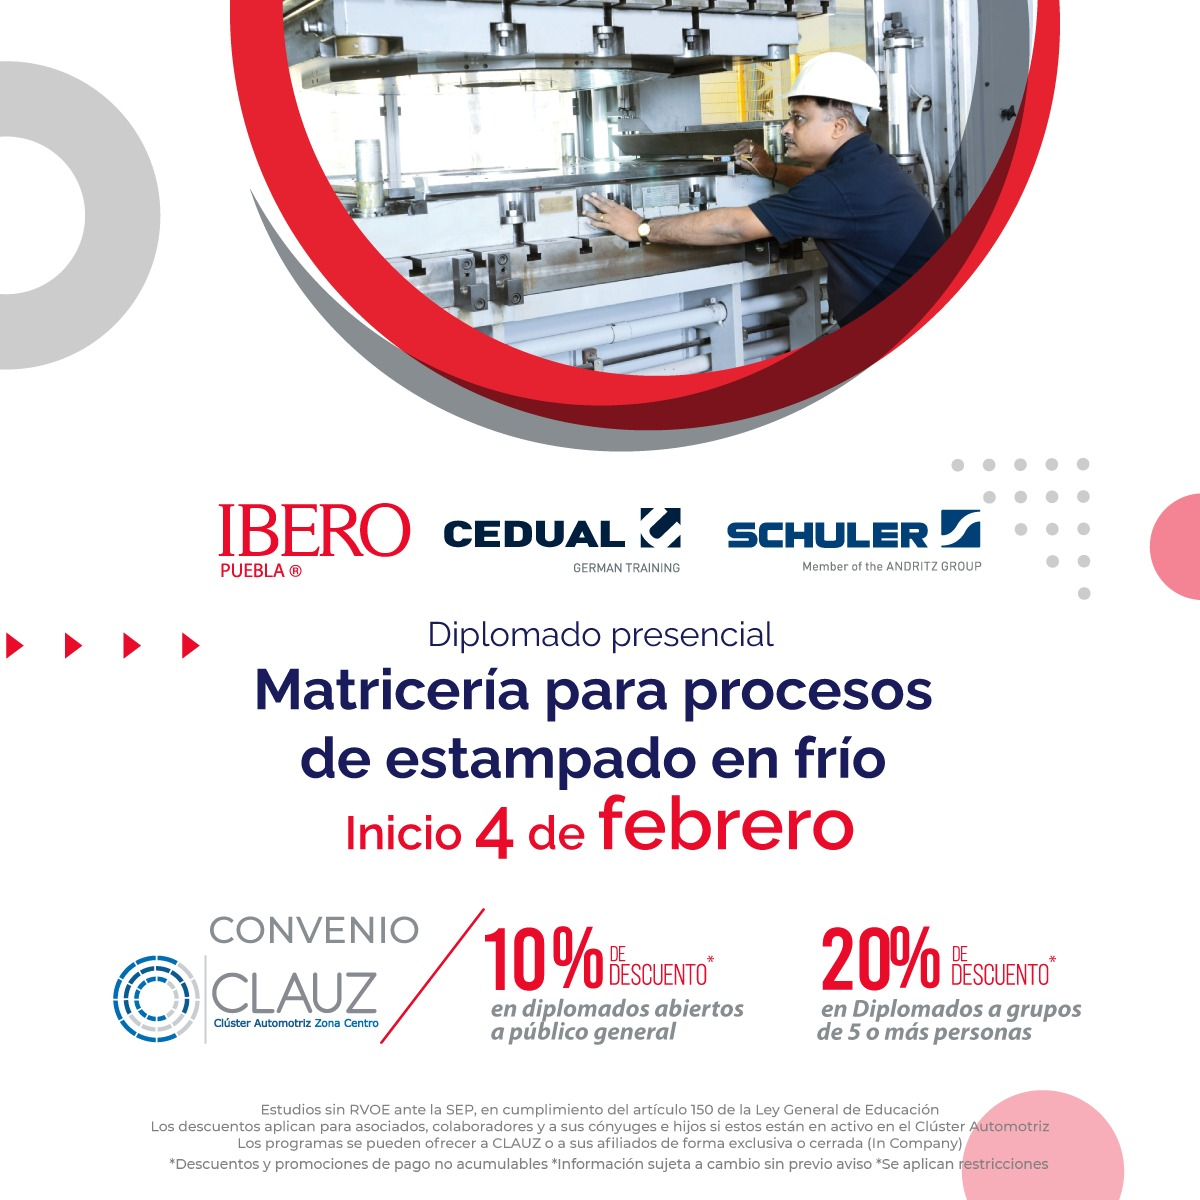 IBERO
PUEBLA ®
CEDUAL
GERMAN TRAINING
SCHULER
Member of the ANDRITZ GROUP
Diplomado presencial
Matricería para procesos
de estampado en frío
Inicio 4 de febrero
CONVENIO
CLAUZ
Clúster Automotriz Zona Centro
10% DE DESCUENTO*
en diplomados abiertos
a público general
20% DE DESCUENTO*
en Diplomados a grupos
de 5 o más personas
Estudios sin RVOE ante la SEP, en cumplimiento del artículo 150 de la Ley General de Educación
Los descuentos aplican para asociados, colaboradores y a sus cónyuges e hijos si estos están en activo en el Clúster Automotriz
Los programas se pueden ofrecer a CLAUZ o a sus afiliados de forma exclusiva o cerrada (In Company)
*Descuentos y promociones de pago no acumulables *Información sujeta a cambio sin previo aviso *Se aplican restricciones